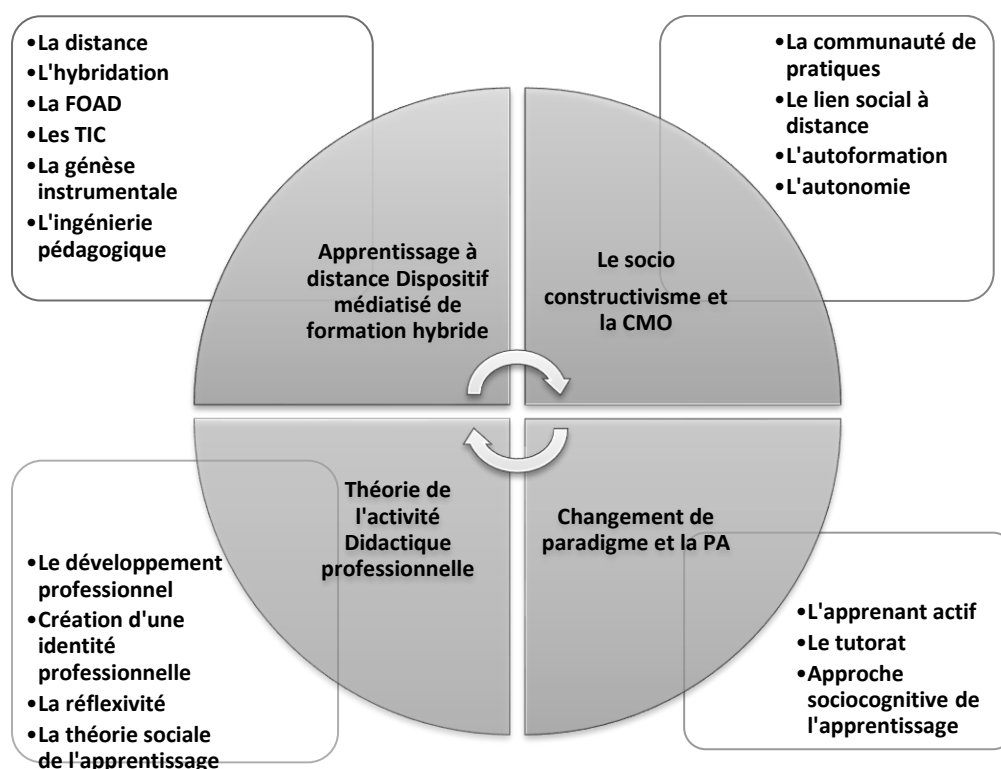 •La distance
•L'hybridation
•La FOAD
•Les TIC
•La génèse
instrumentale
•L'ingénierie
pédagogique
•La communauté de
pratiques
•Le lien social à
distance
•L'autoformation
•L'autonomie
Apprentissage à
distance Dispositif
médiatisé de
formation hybride
Le socio
constructivisme et
la CMO
Théorie de
l'activité
Didactique
professionnelle
Changement de
paradigme et la PA
•Le développement
professionnel
•Création d'une
identité
professionnelle
•La réflexivité
•La théorie sociale
de l'apprentissage
•L'apprenant actif
•Le tutorat
•Approche
sociocognitive de
l'apprentissage